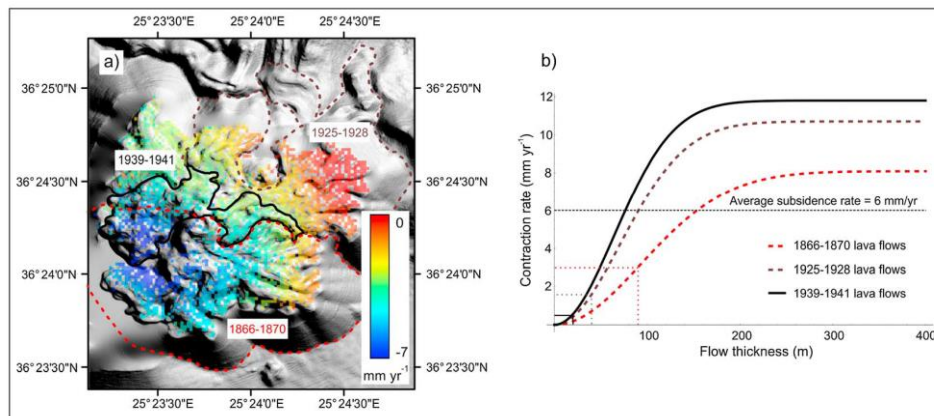 25°23'30"E 25°24'0"E 25°24'30"E
a)
36°25'0"N 36°25'0"N
1925-1928
1939-1941
36°24'30"N 36°24'30"N
0
36°24'0"N 36°24'0"N
1866-1870
-7
mm yr⁻¹
36°23'30"N 36°23'30"N
25°23'30"E 25°24'0"E 25°24'30"E
b)
Contraction rate (mm yr⁻¹)
12
10
8
6
4
2
0
Average subsidence rate = 6 mm/yr
1866-1870 lava flows
1925-1928 lava flows
1939-1941 lava flows
100 200 300 400
Flow thickness (m)